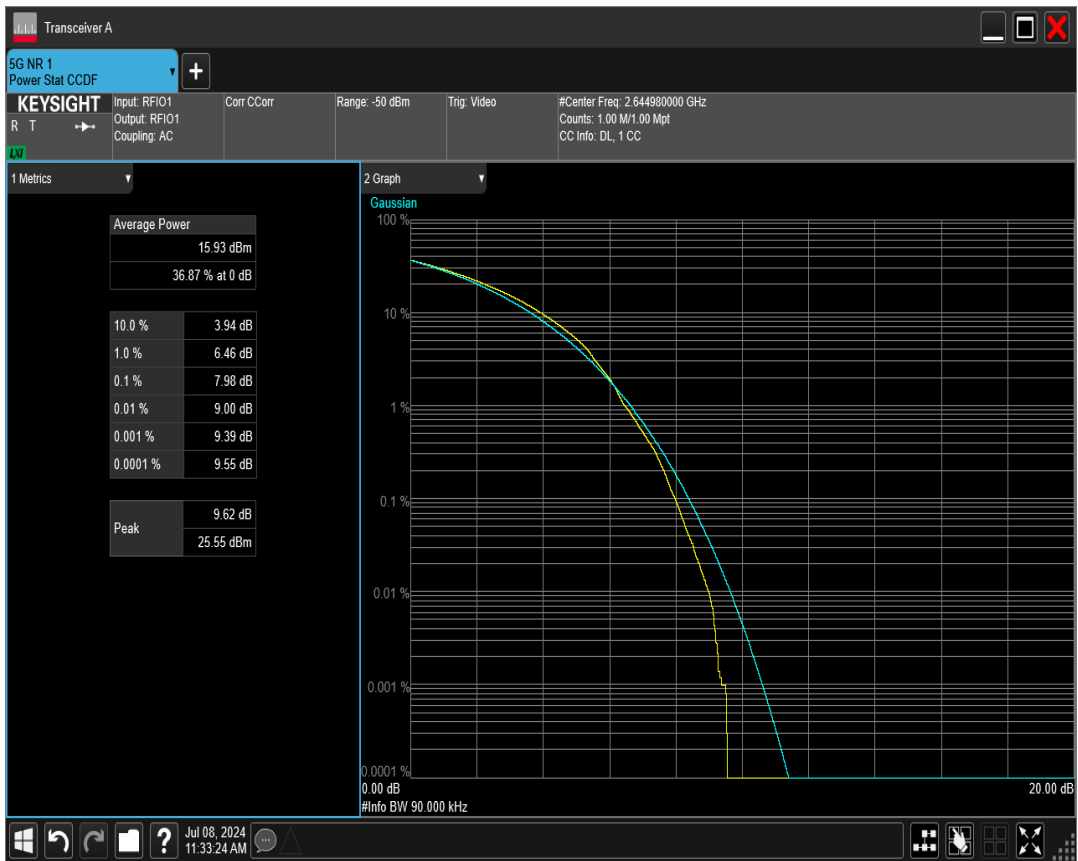 Transceiver A
5G NR 1
Power Stat CCDF
KEYSIGHT
R T
LXI
Input: RFIO1
Output: RFIO1
Coupling: AC
Corr CCorr
Range: -50 dBm
Trig: Video
#Center Freq: 2.644980000 GHz
Counts: 1.00 M/1.00 Mpt
CC Info: DL, 1 CC
1 Metrics
Average Power
15.93 dBm
36.87 % at 0 dB
10.0 % 3.94 dB
1.0 % 6.46 dB
0.1 % 7.98 dB
0.01 % 9.00 dB
0.001 % 9.39 dB
0.0001 % 9.55 dB
Peak
9.62 dB
25.55 dBm
2 Graph
Gaussian
100 %
10 %
1 %
0.1 %
0.01 %
0.001 %
0.0001 %
0.00 dB 20.00 dB
#Info BW 90.000 kHz
Jul 08, 2024
11:33:24 AM